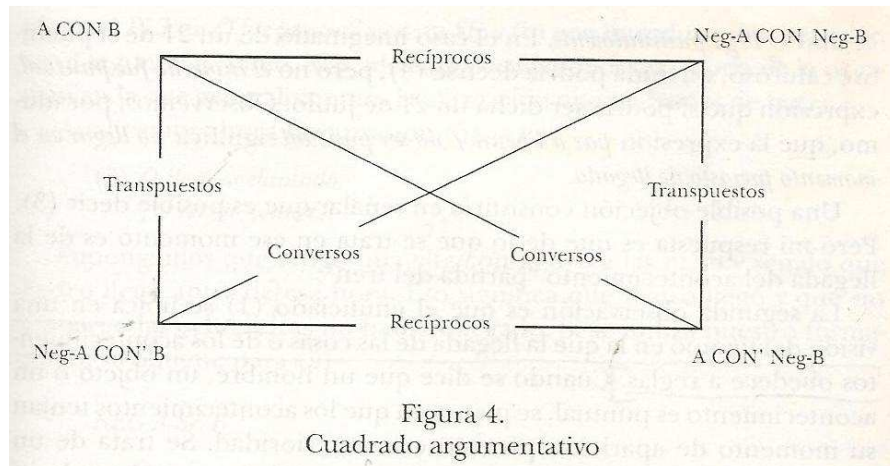 A CON B
Neg-A CON Neg-B
Recíprocos
Transpuestos
Transpuestos
Conversos
Conversos
Recíprocos
Neg-A CON' B
A CON' Neg-B
Figura 4.
Cuadrado argumentativo